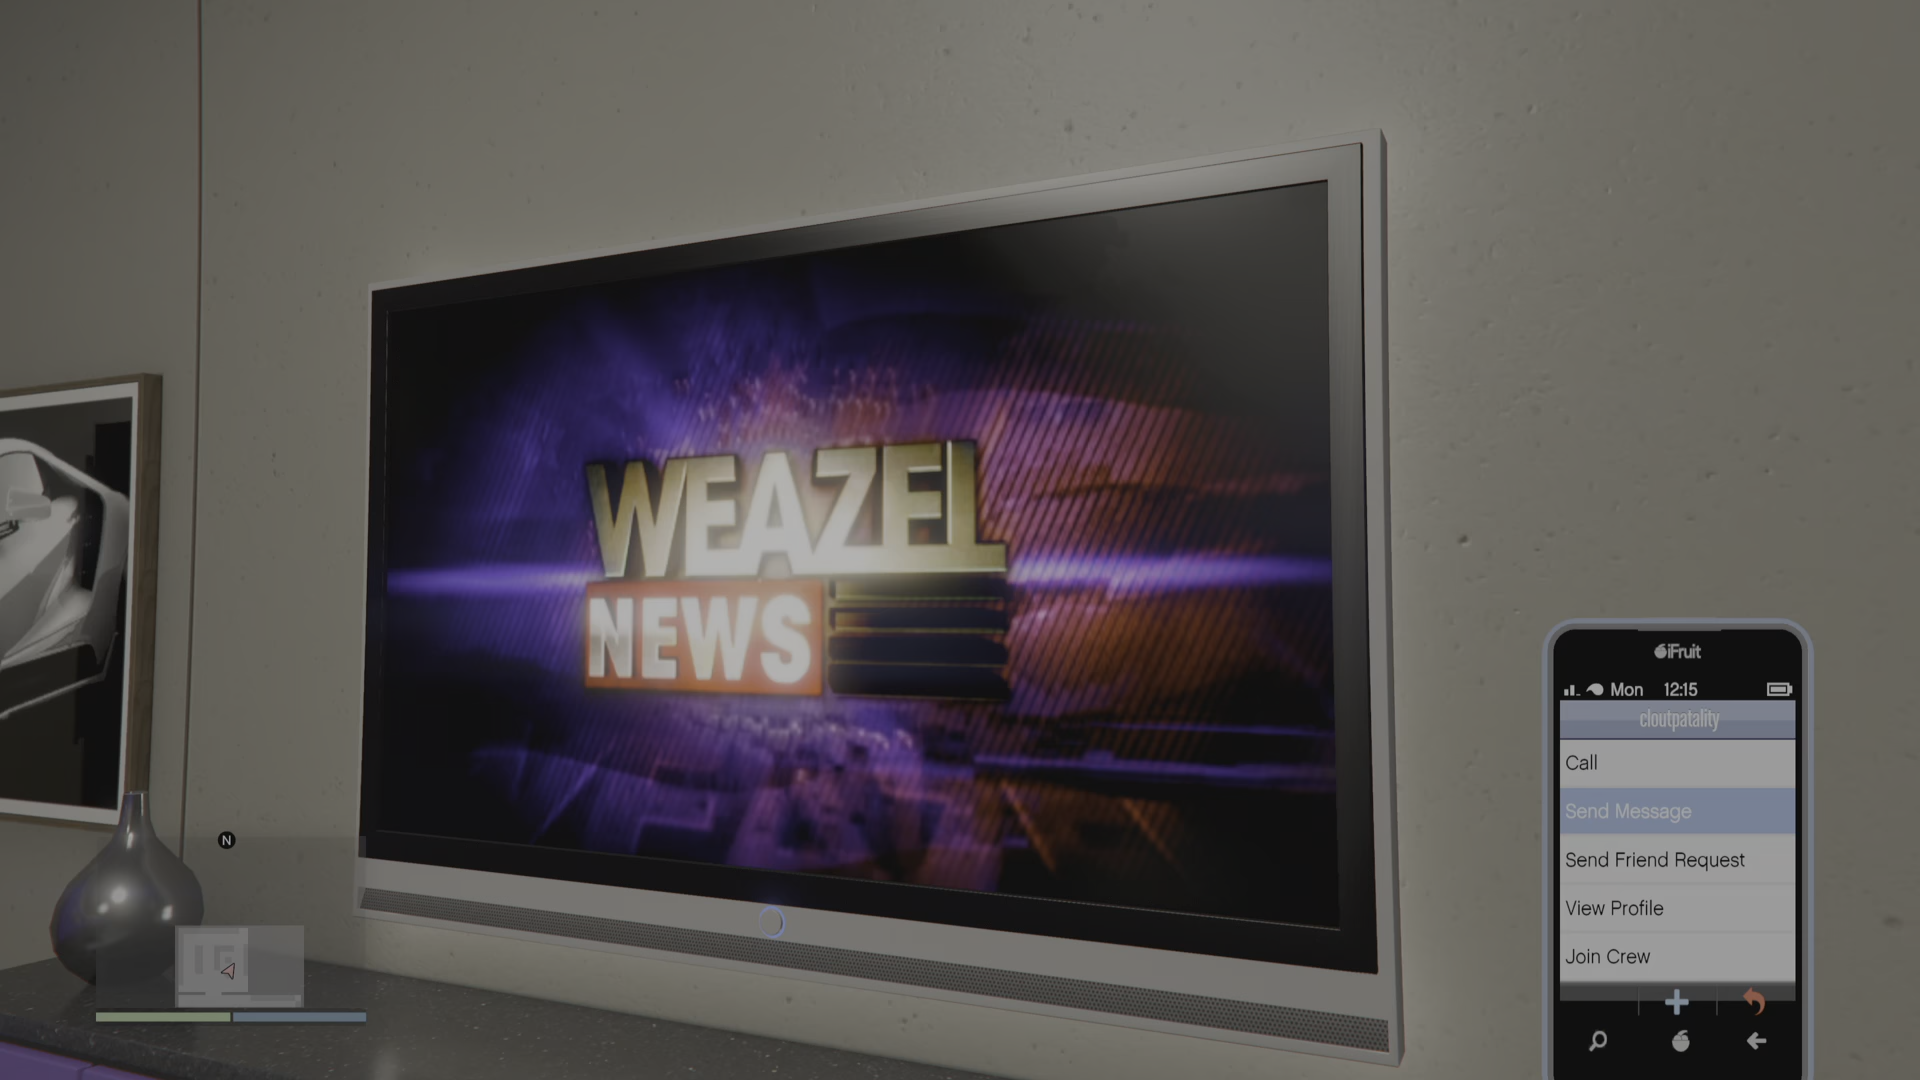 WEAZEL
NEWS
N
iFruit
Mon 12:15
cloutpatality
Call
Send Message
Send Friend Request
View Profile
Join Crew